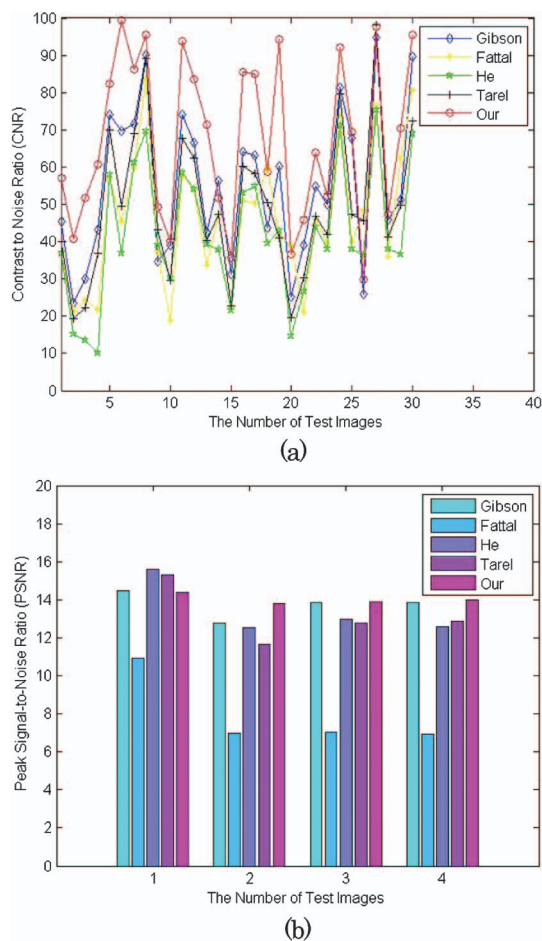 100
90
80
70
60
50
40
30
20
10
0
Contrast to Noise Ratio (CNR)
Gibson
Fattal
He
Tarel
Our
5 10 15 20 25 30 35 40
The Number of Test Images
(a)
20
18
16
14
12
10
8
6
4
2
0
Peak Signal-to-Noise Ratio (PSNR)
Gibson
Fattal
He
Tarel
Our
1 2 3 4
The Number of Test Images
(b)